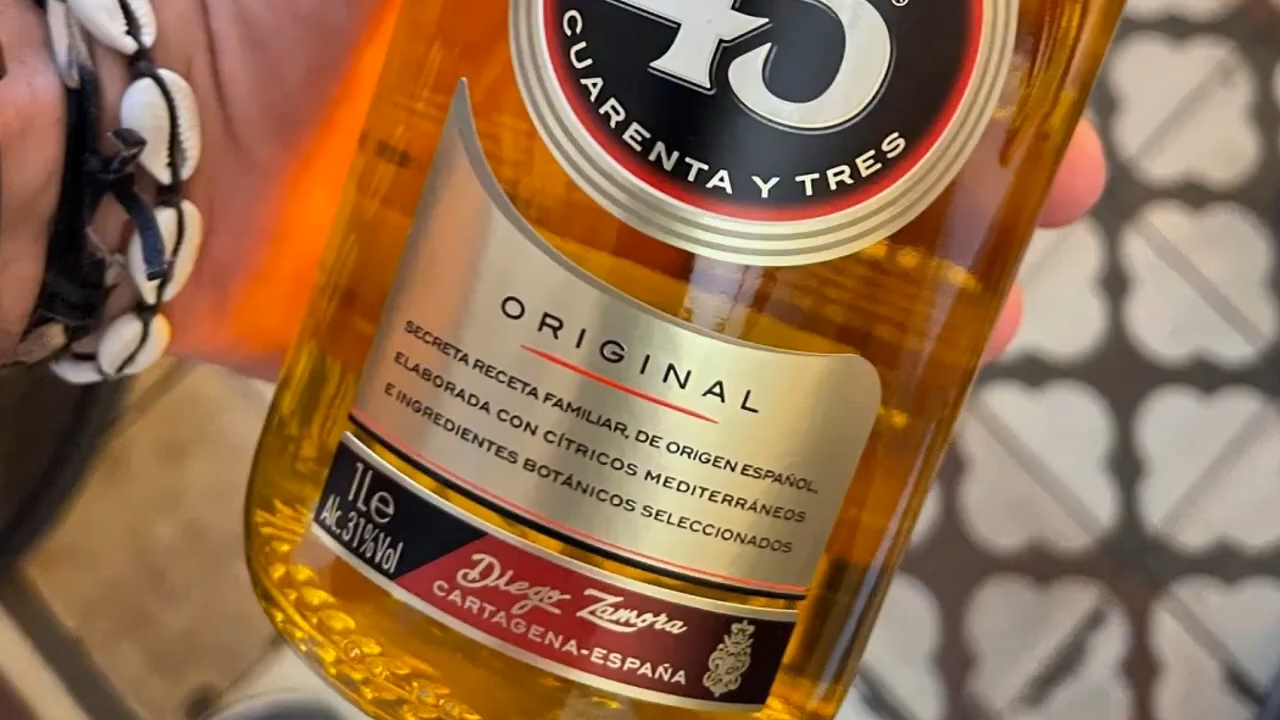 43®
CUARENTA Y TRES
ORIGINAL
SECRETA RECETA FAMILIAR, DE ORIGEN ESPAÑOL,
ELABORADA CON CÍTRICOS MEDITERRÁNEOS
E INGREDIENTES BOTÁNICOS SELECCIONADOS
1L e
Alc.31%Vol
Diego Zamora
CARTAGENA-ESPAÑA